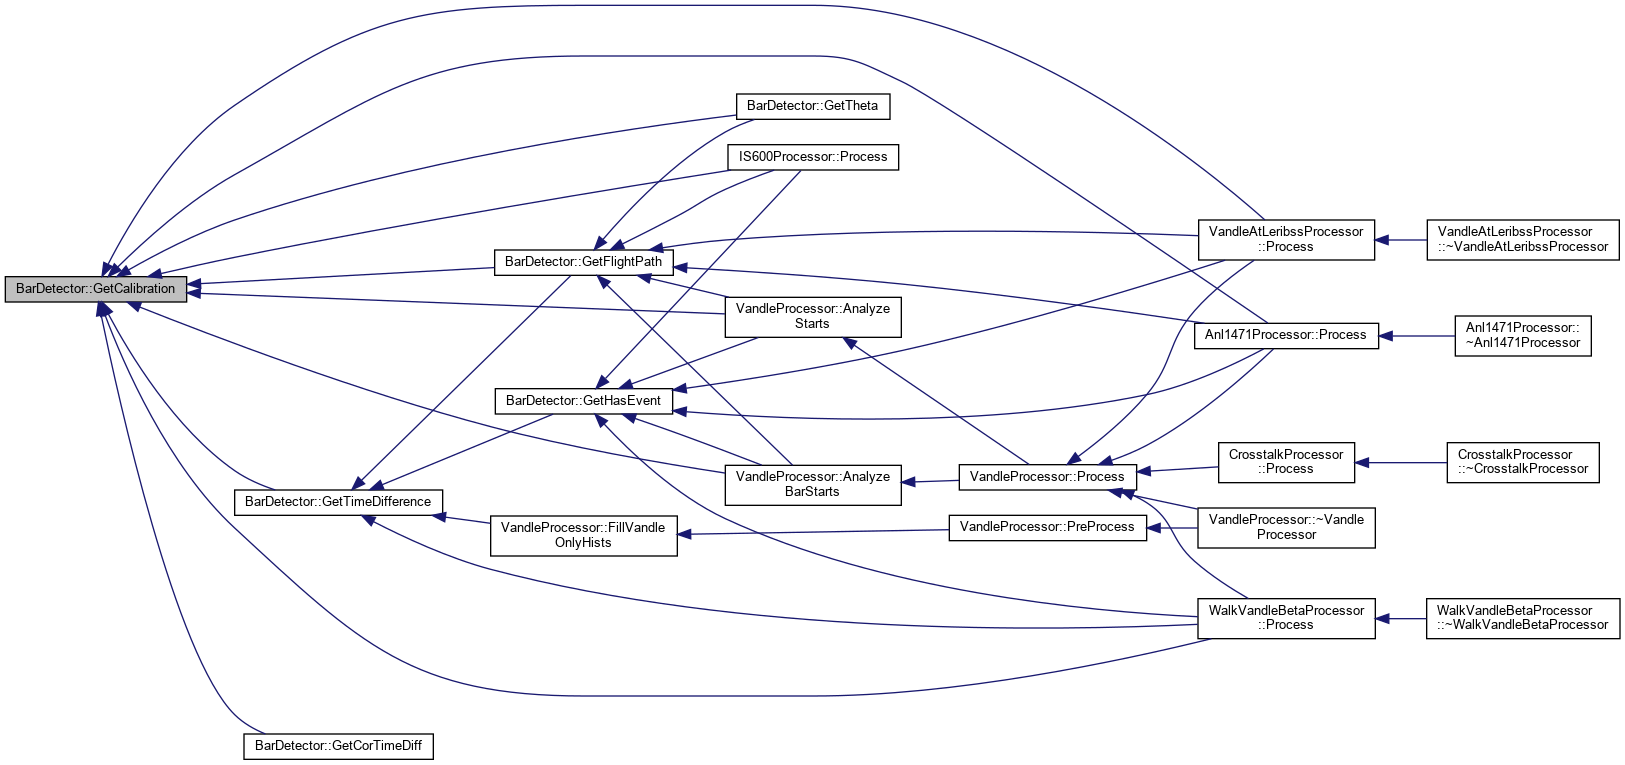 BarDetector::GetTheta
IS600Processor::Process
VandleAtLeribssProcessor
::Process
VandleAtLeribssProcessor
::~VandleAtLeribssProcessor
BarDetector::GetFlightPath
BarDetector::GetCalibration
VandleProcessor::Analyze
Starts
Anl1471Processor::Process
Anl1471Processor::
~Anl1471Processor
BarDetector::GetHasEvent
CrosstalkProcessor
::Process
CrosstalkProcessor
::~CrosstalkProcessor
VandleProcessor::Analyze
BarStarts
VandleProcessor::Process
BarDetector::GetTimeDifference
VandleProcessor::FillVandle
OnlyHists
VandleProcessor::PreProcess
VandleProcessor::~Vandle
Processor
WalkVandleBetaProcessor
::Process
WalkVandleBetaProcessor
::~WalkVandleBetaProcessor
BarDetector::GetCorTimeDiff